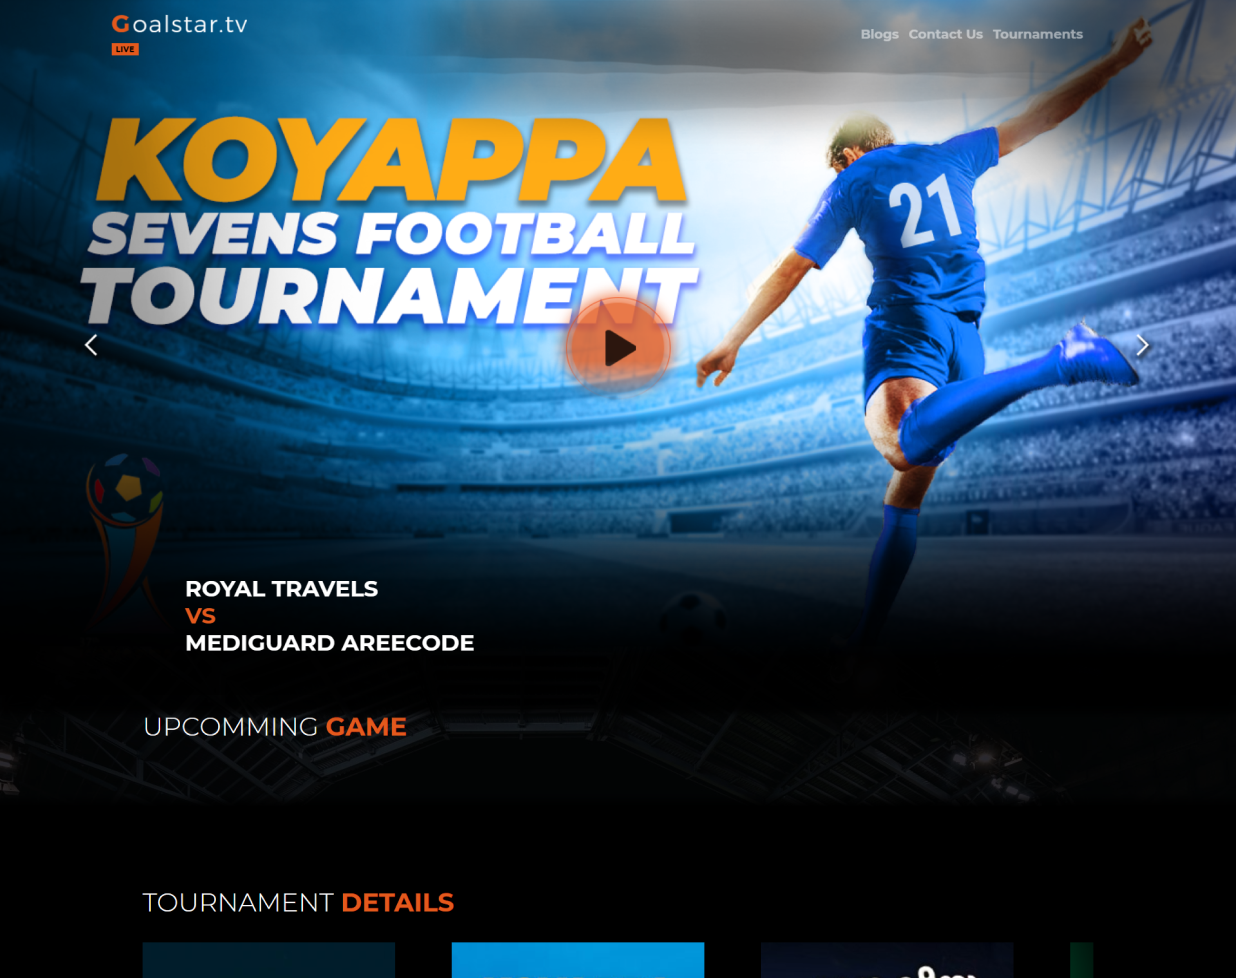 Goalstar.tv
LIVE
Blogs Contact Us Tournaments
KOYAPPA
SEVENS FOOTBALL
TOURNAMENT
21
ROYAL TRAVELS
VS
MEDIGUARD AREECODE
UPCOMMING GAME
TOURNAMENT DETAILS